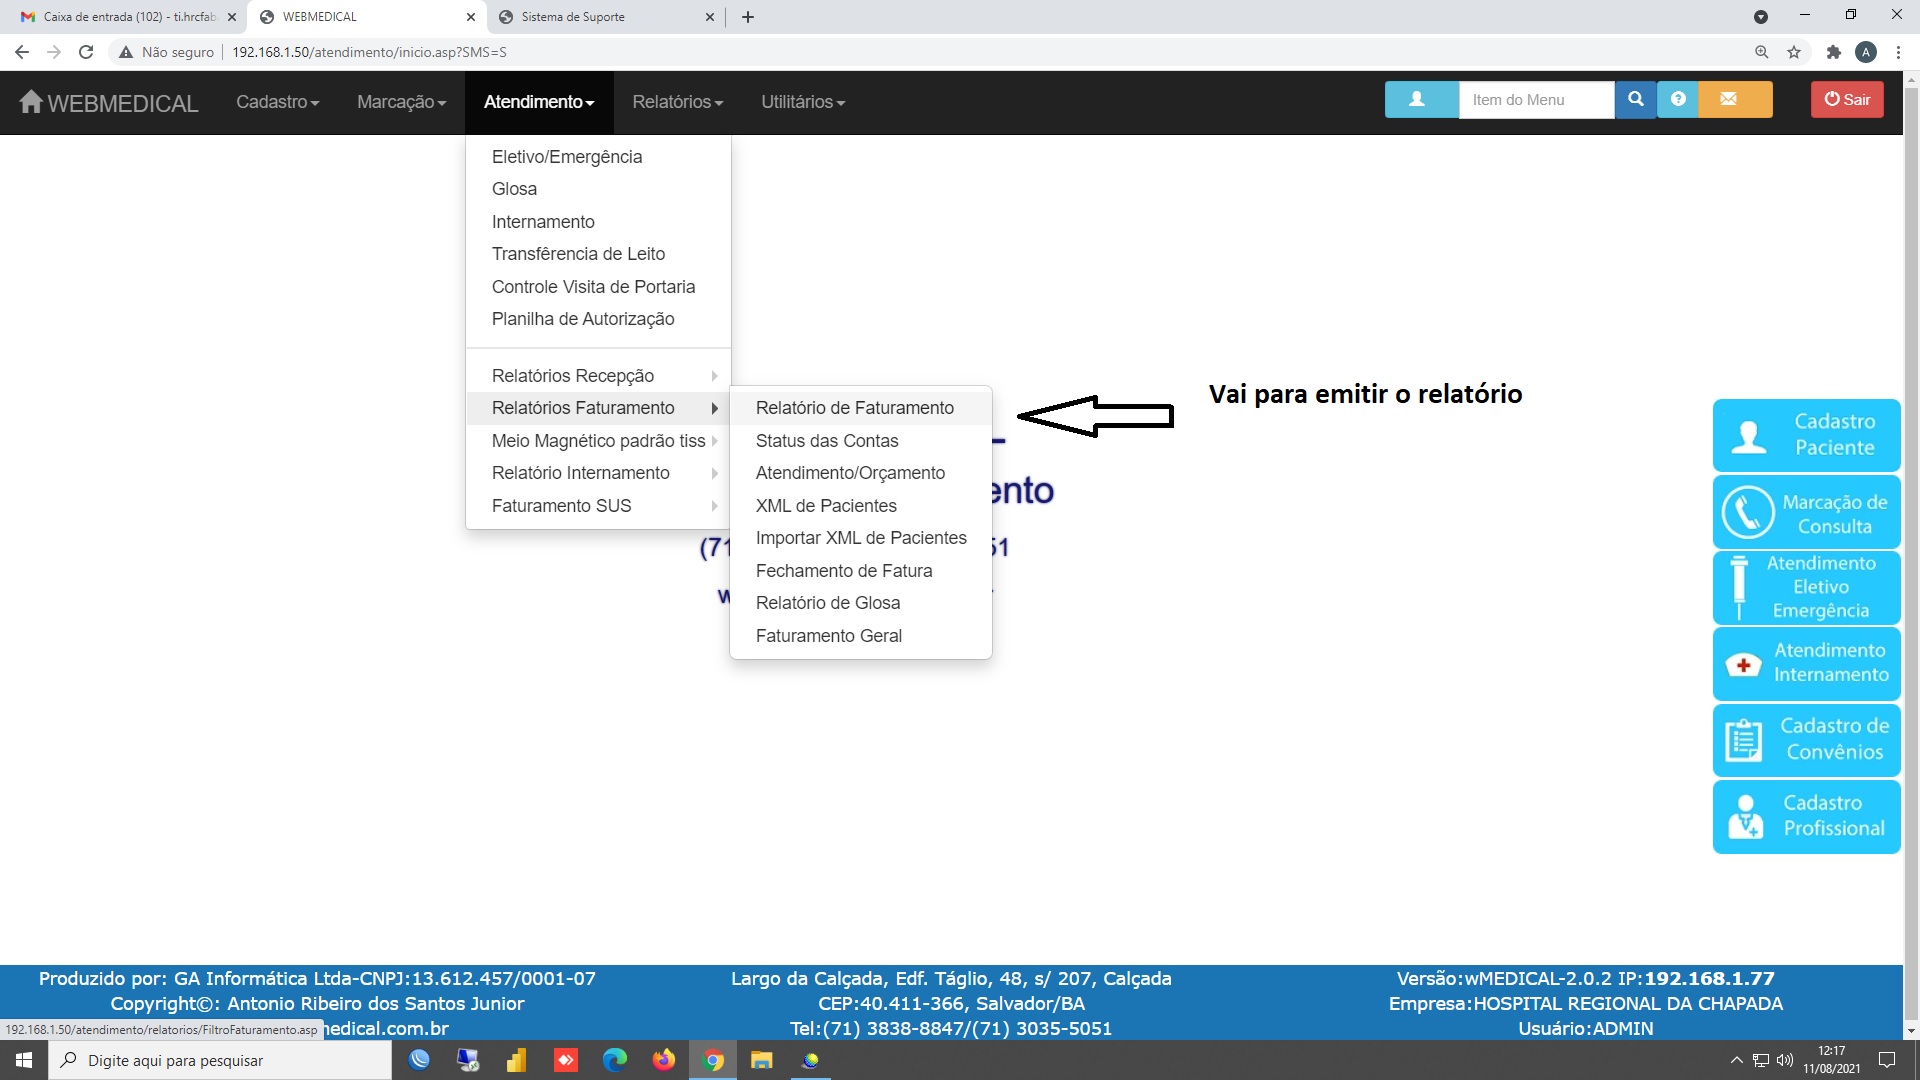 Caixa de entrada (102) - ti.hrcfab
WEBMEDICAL
Sistema de Suporte
Não seguro
192.168.1.50/atendimento/inicio.asp?SMS=S
A
WEBMEDICAL
Cadastro
Marcação
Atendimento
Relatórios
Utilitários
Item do Menu
Sair
Eletivo/Emergência
Glosa
Internamento
Transfêrencia de Leito
Controle Visita de Portaria
Planilha de Autorização
Relatórios Recepção
Relatórios Faturamento
Meio Magnético padrão tiss
Relatório Internamento
Faturamento SUS
Relatório de Faturamento
Status das Contas
Atendimento/Orçamento
XML de Pacientes
Importar XML de Pacientes
Fechamento de Fatura
Relatório de Glosa
Faturamento Geral
Vai para emitir o relatório
ento
(71
51
w
Cadastro
Paciente
Marcação de
Consulta
Atendimento
Eletivo
Emergência
Atendimento
Internamento
Cadastro de
Convênios
Cadastro
Profissional
Produzido por: GA Informática Ltda-CNPJ:13.612.457/0001-07
Copyright©: Antonio Ribeiro dos Santos Junior
medical.com.br
Largo da Calçada, Edf. Táglio, 48, s/ 207, Calçada
CEP:40.411-366, Salvador/BA
Tel:(71) 3838-8847/(71) 3035-5051
Versão:wMEDICAL-2.0.2 IP:192.168.1.77
Empresa:HOSPITAL REGIONAL DA CHAPADA
Usuário:ADMIN
192.168.1.50/atendimento/relatorios/FiltroFaturamento.asp
Digite aqui para pesquisar
12:17
11/08/2021